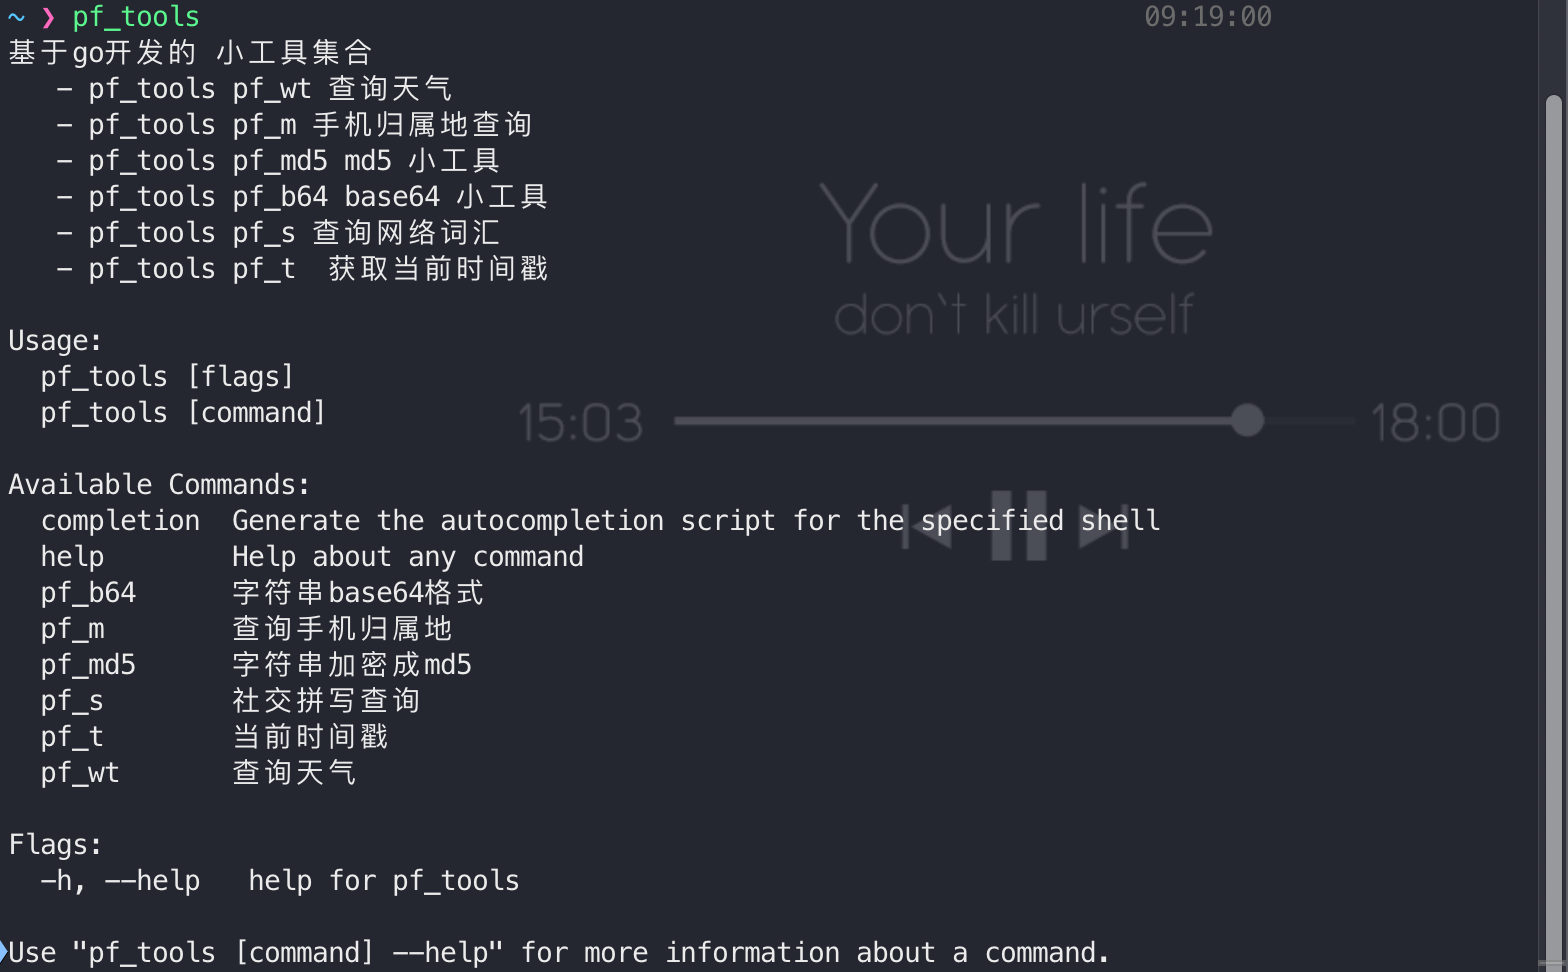 ~ ❯ pf_tools 09:19:00
基于go开发的 小工具集合
   - pf_tools pf_wt 查询天气
   - pf_tools pf_m 手机归属地查询
   - pf_tools pf_md5 md5 小工具
   - pf_tools pf_b64 base64 小工具
   - pf_tools pf_s 查询网络词汇
   - pf_tools pf_t  获取当前时间戳
Your life
don`t kill urself
Usage:
  pf_tools [flags]
  pf_tools [command]
15:03 18:00
Available Commands:
  completion  Generate the autocompletion script for the specified shell
  help        Help about any command
  pf_b64      字符串base64格式
  pf_m        查询手机归属地
  pf_md5      字符串加密成md5
  pf_s        社交拼写查询
  pf_t        当前时间戳
  pf_wt       查询天气
Flags:
  -h, --help   help for pf_tools
Use "pf_tools [command] --help" for more information about a command.